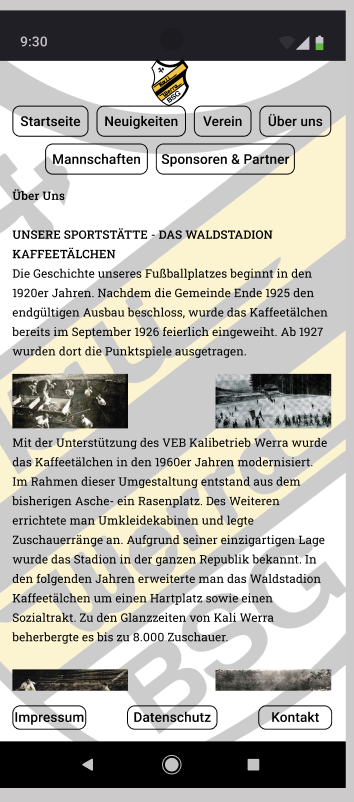 9:30
Werra
BSG
Startseite
Neuigkeiten
Verein
Über uns
Mannschaften
Sponsoren & Partner
Über Uns
UNSERE SPORTSTÄTTE - DAS WALDSTADION
KAFFEETÄLCHEN
Die Geschichte unseres Fußballplatzes beginnt in den
1920er Jahren. Nachdem die Gemeinde Ende 1925 den
endgültigen Ausbau beschloss, wurde das Kaffeetälchen
bereits im September 1926 feierlich eingeweiht. Ab 1927
wurden dort die Punktspiele ausgetragen.
Mit der Unterstützung des VEB Kalibetrieb Werra wurde
das Kaffeetälchen in den 1960er Jahren modernisiert.
Im Rahmen dieser Umgestaltung entstand aus dem
bisherigen Asche- ein Rasenplatz. Des Weiteren
errichtete man Umkleidekabinen und legte
Zuschauerränge an. Aufgrund seiner einzigartigen Lage
wurde das Stadion in der ganzen Republik bekannt. In
den folgenden Jahren erweiterte man das Waldstadion
Kaffeetälchen um einen Hartplatz sowie einen
Sozialtrakt. Zu den Glanzzeiten von Kali Werra
beherbergte es bis zu 8.000 Zuschauer.
Werra
BSG
Impressum
Datenschutz
Kontakt